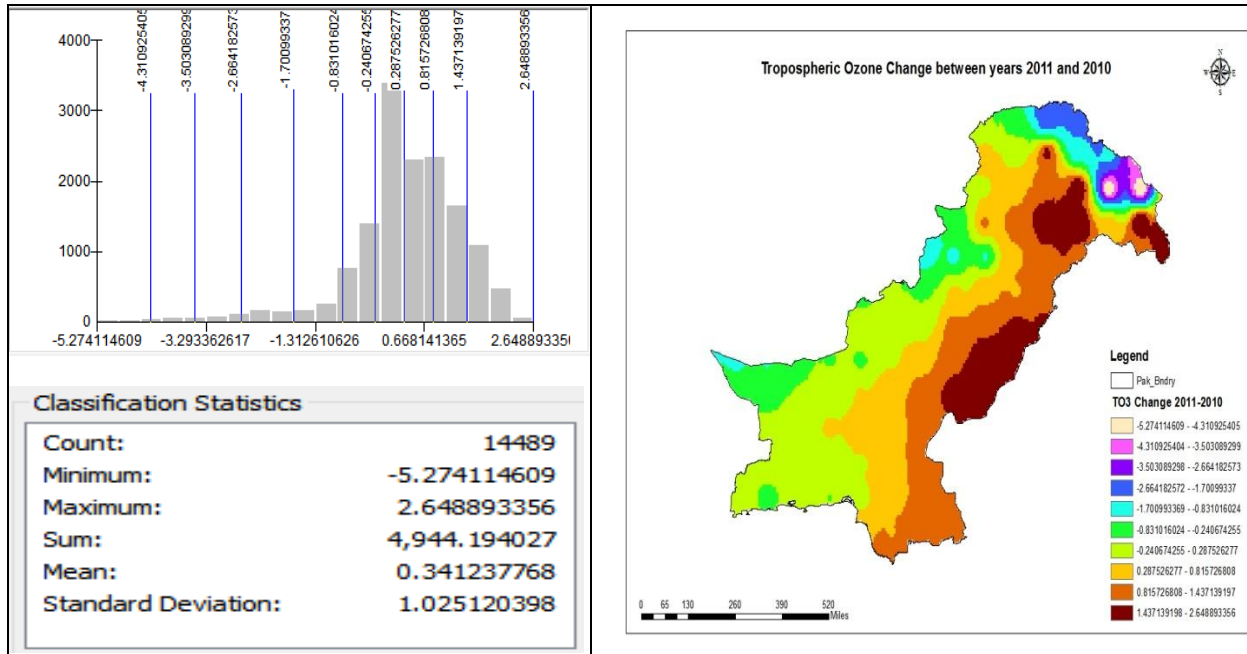 4000
3000
2000
1000
0
-4.310925405
-3.503089299
-2.664182573
-1.70099337
-0.831016024
-0.240674255
0.287526277
0.815726808
1.437139197
2.648893356
-5.274114609
-3.293362617
-1.312610626
0.668141365
2.648893356
Classification Statistics
Count: 14489
Minimum: -5.274114609
Maximum: 2.648893356
Sum: 4,944.194027
Mean: 0.341237768
Standard Deviation: 1.025120398
Tropospheric Ozone Change between years 2011 and 2010
N
W E
S
Legend
Pak_Bndry
TO3 Change 2011-2010
-5.274114609 - -4.310925405
-4.310925404 - -3.503089299
-3.503089298 - -2.664182573
-2.664182572 - -1.70099337
-1.700993369 - -0.831016024
-0.831016024 - -0.240674255
-0.240674255 - 0.287526277
0.287526277 - 0.815726808
0.815726808 - 1.437139197
1.437139198 - 2.648893356
0 65 130 260 390 520
Miles